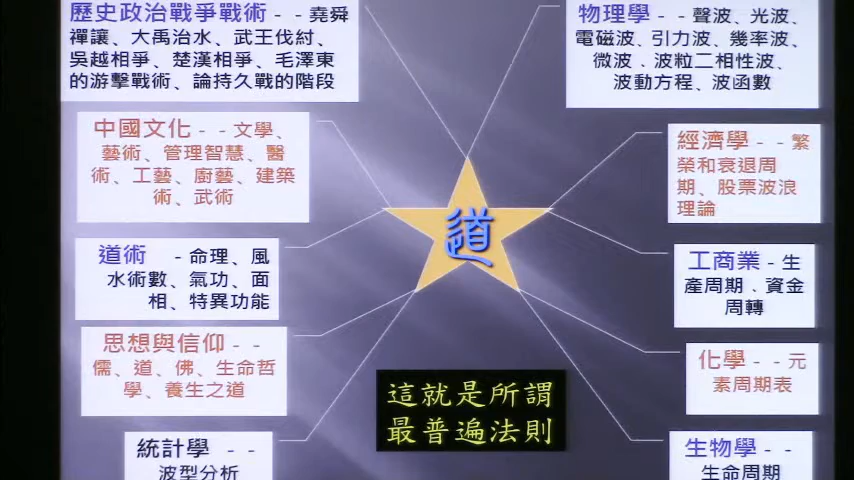 歷史政治戰爭戰術 - - 堯舜
禪讓、大禹治水、武王伐紂、
吳越相爭、楚漢相爭、毛澤東
的游擊戰術、論持久戰的階段
中國文化 - - 文學、
藝術、管理智慧、醫
術、工藝、廚藝、建築
術、武術
道術 - 命理、風
水術數、氣功、面
相、特異功能
思想與信仰 - -
儒、道、佛、生命哲
學、養生之道
統計學 - -
波型分析
道
這就是所謂
最普遍法則
物理學 - - 聲波、光波、
電磁波、引力波、幾率波、
微波﹒波粒二相性波、
波動方程、波函數
經濟學 - - 繁
榮和衰退周
期、股票波浪
理論
工商業 - 生
產周期﹒資金
周轉
化學 - - 元
素周期表
生物學 - -
生命周期